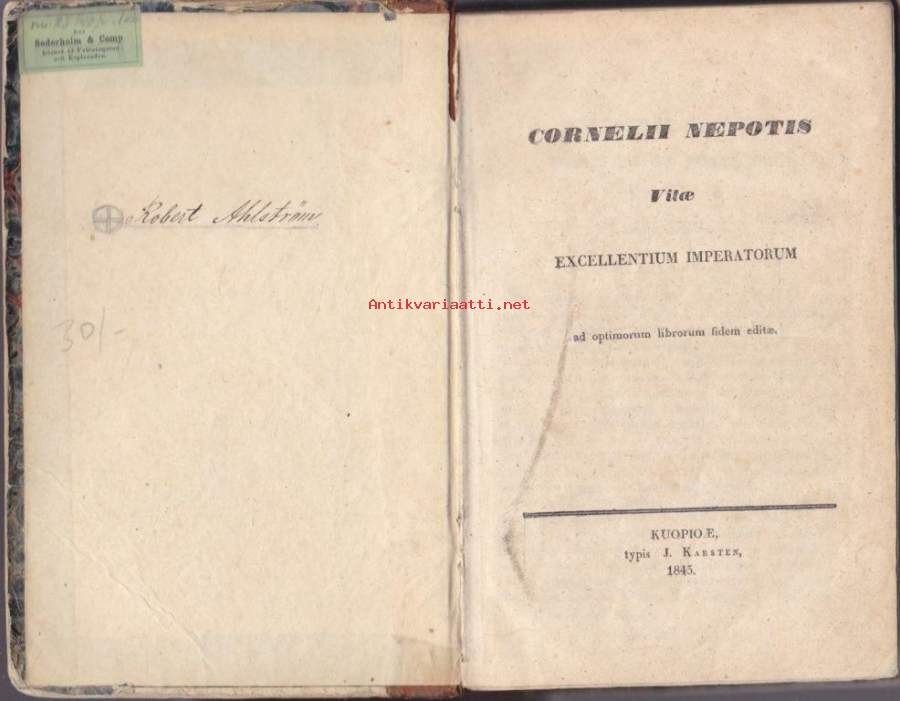 Sederholm & Comp
Robert Ahlström
30/-
Antikvariaatti.net
CORNELII NEPOTIS
Vitæ
EXCELLENTIUM IMPERATORUM
ad optimorum librorum fidem editæ.
KUOPIOÆ,
typis J. KARSTEN,
1845.